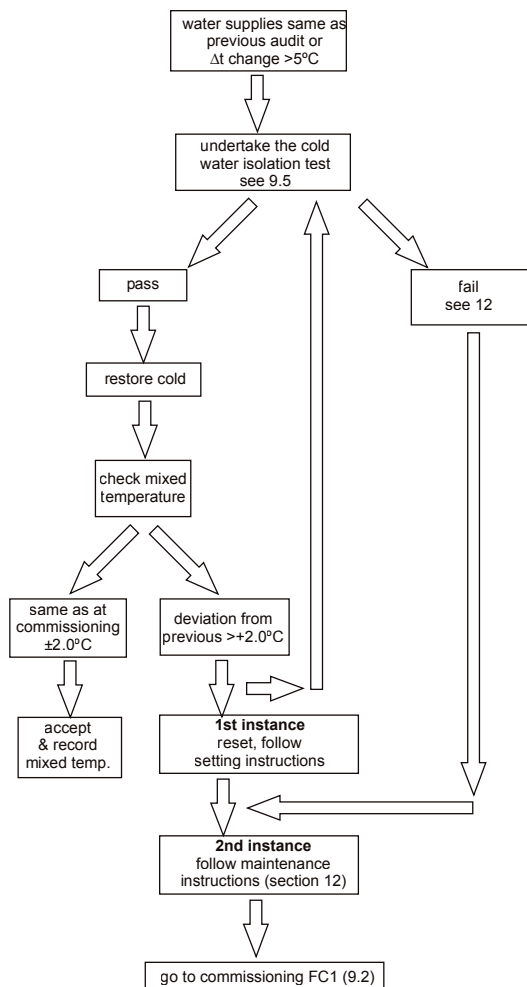 water supplies same as
previous audit or
Δt change >5ºC
undertake the cold
water isolation test
see 9.5
pass
fail
see 12
restore cold
check mixed
temperature
same as at
commissioning
±2.0ºC
deviation from
previous >+2.0ºC
accept
& record
mixed temp.
1st instance
reset, follow
setting instructions
2nd instance
follow maintenance
instructions (section 12)
go to commissioning FC1 (9.2)